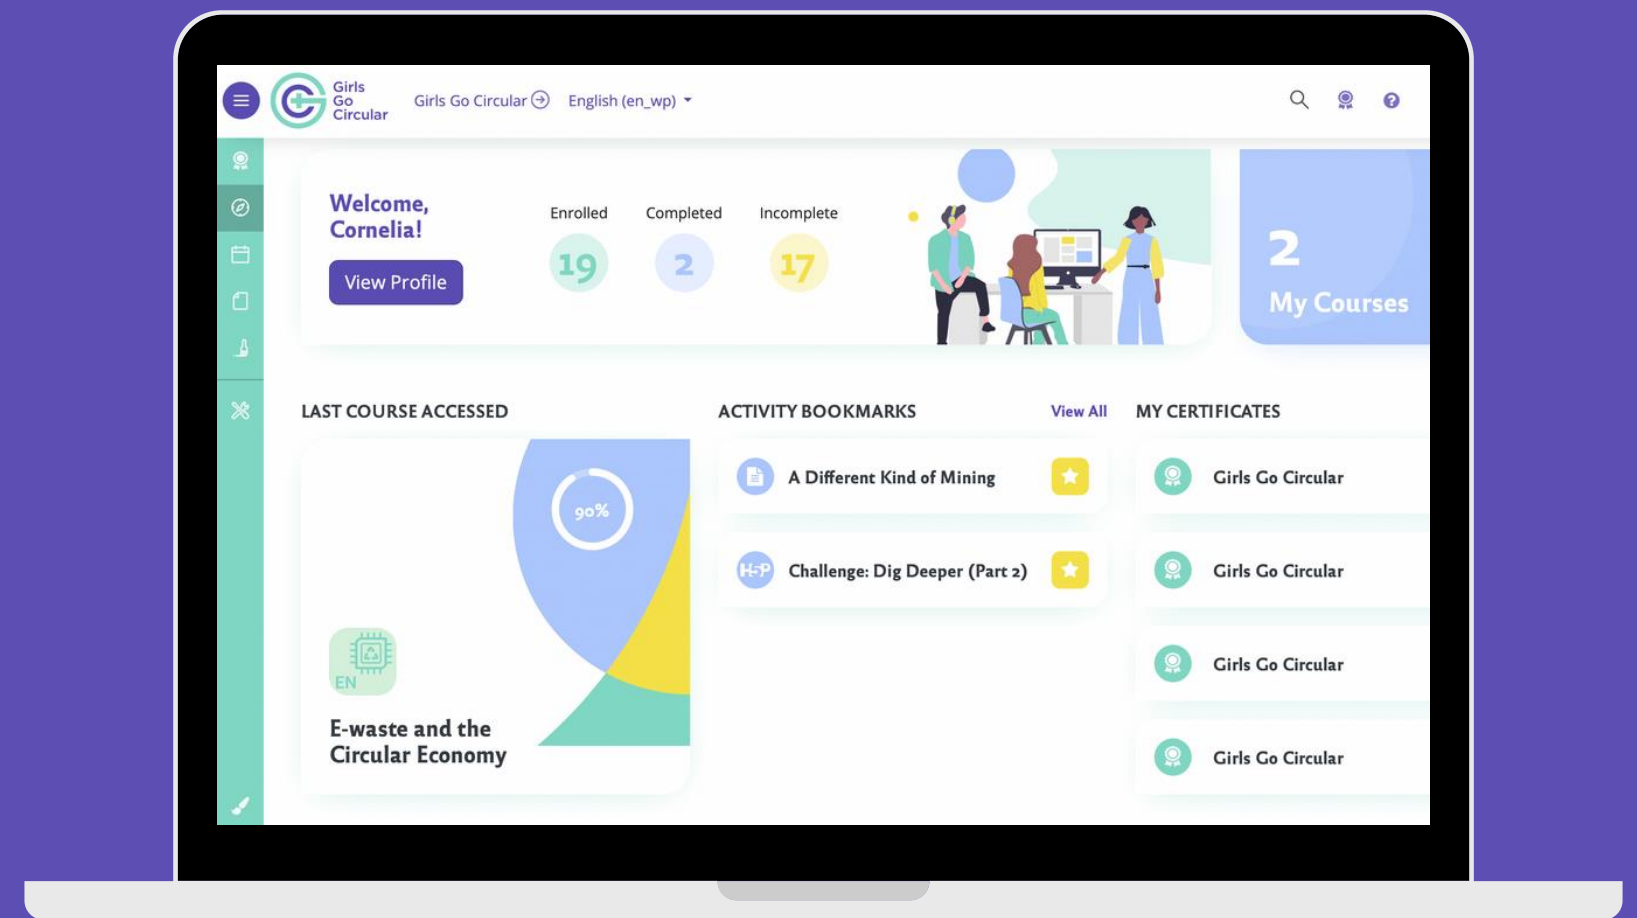 Girls
Go
Circular
Girls Go Circular
English (en_wp)
Welcome,
Cornelia!
View Profile
Enrolled
Completed
Incomplete
19
2
17
2
My Courses
LAST COURSE ACCESSED
90%
EN
E-waste and the
Circular Economy
ACTIVITY BOOKMARKS
View All
A Different Kind of Mining
H5P
Challenge: Dig Deeper (Part 2)
MY CERTIFICATES
Girls Go Circular
Girls Go Circular
Girls Go Circular
Girls Go Circular